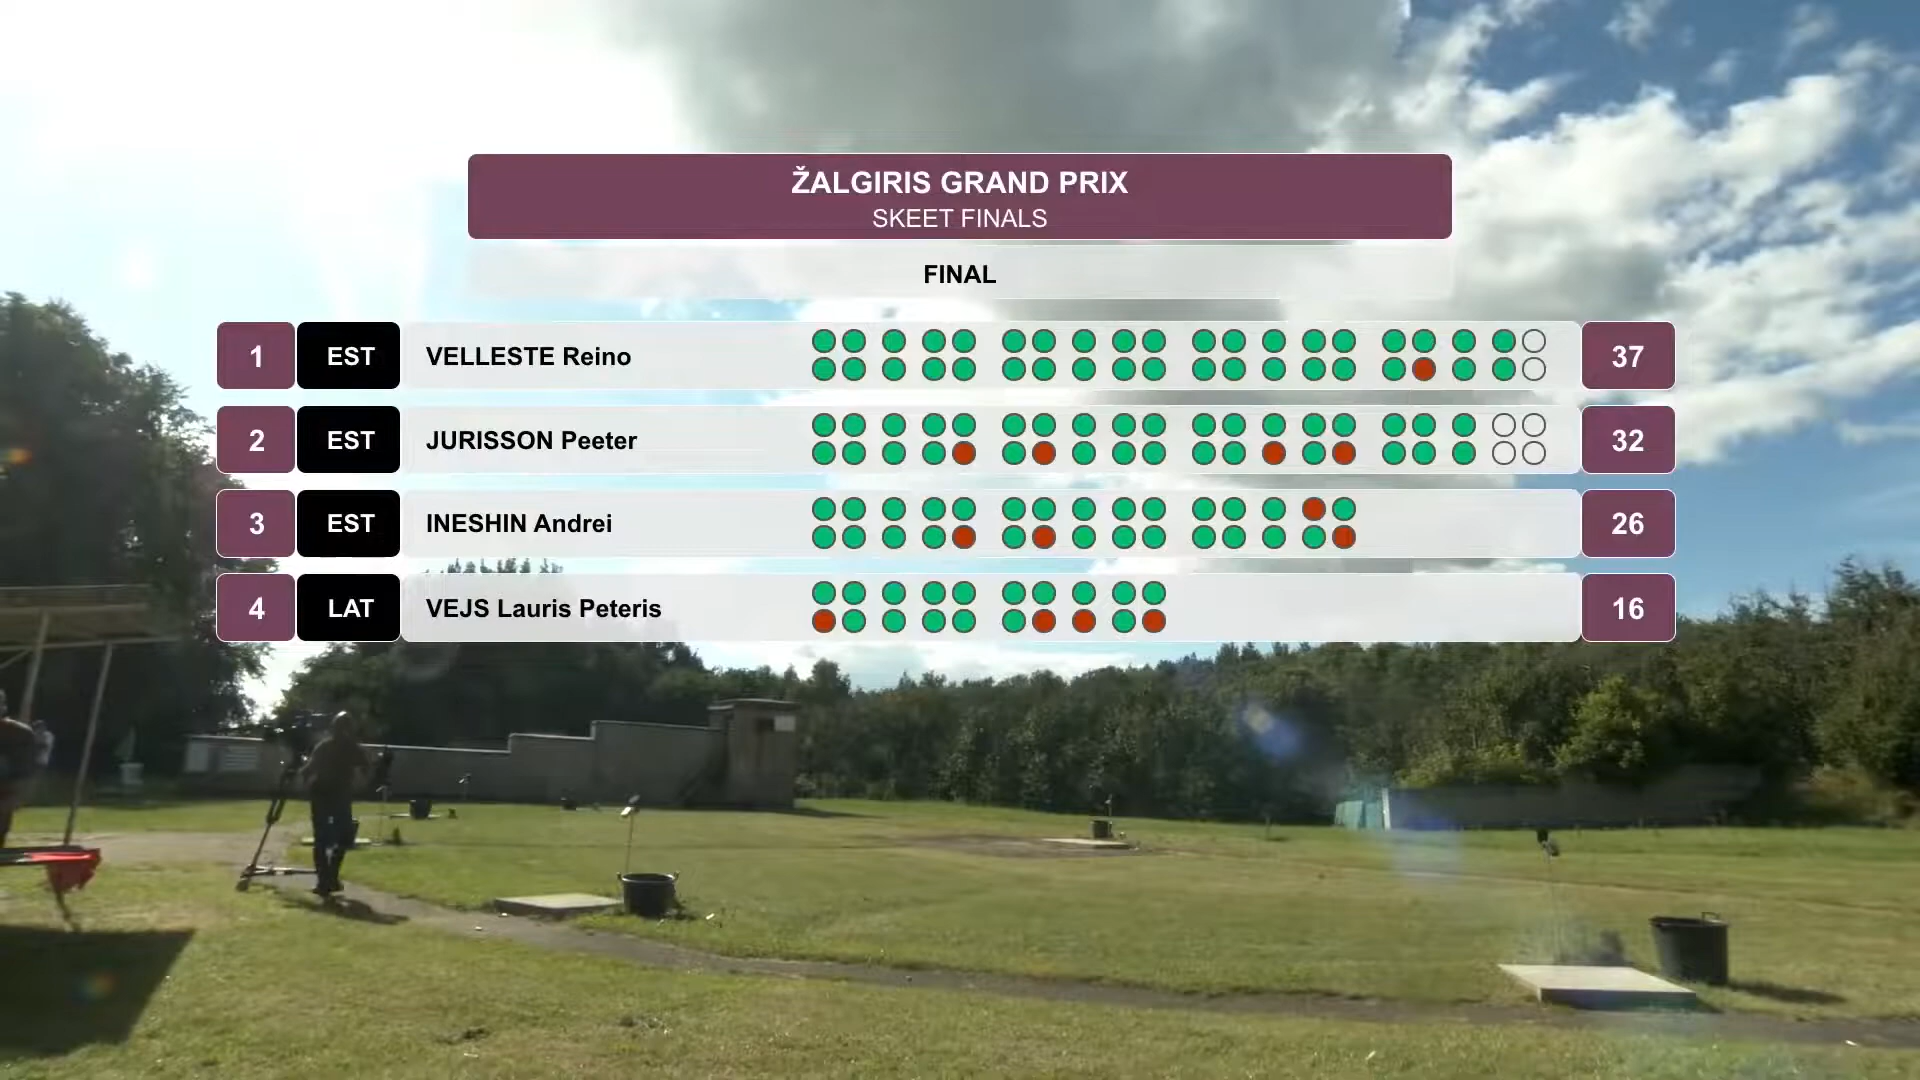 ŽALGIRIS GRAND PRIX
SKEET FINALS
FINAL
1 EST VELLESTE Reino 37
2 EST JURISSON Peeter 32
3 EST INESHIN Andrei 26
4 LAT VEJS Lauris Peteris 16